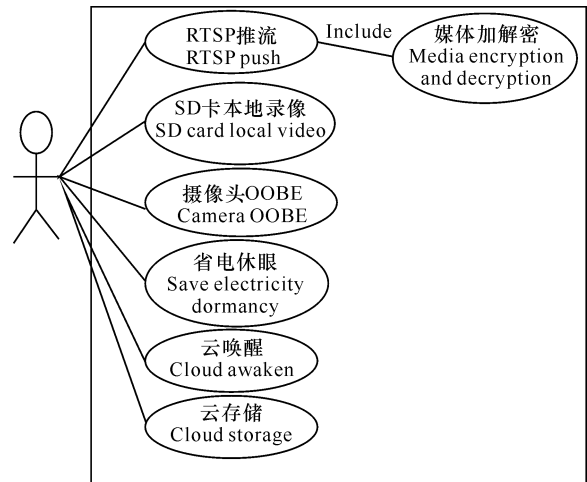 RTSP推流
RTSP push
Include
媒体加解密
Media encryption
and decryption
SD卡本地录像
SD card local video
摄像头OOBE
Camera OOBE
省电休眼
Save electricity
dormancy
云唤醒
Cloud awaken
云存储
Cloud storage